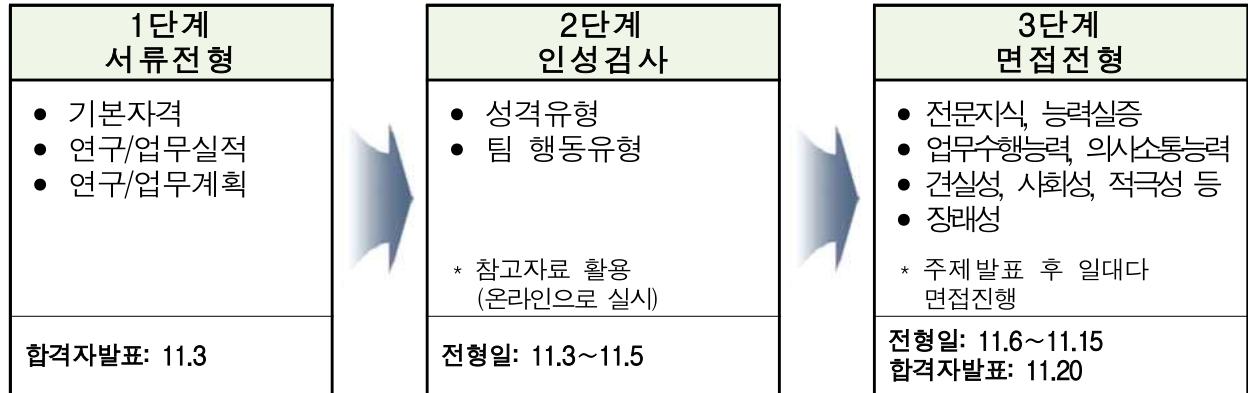 1단계
서류전형
● 기본자격
● 연구/업무실적
● 연구/업무계획
합격자발표: 11.3
2단계
인성검사
● 성격유형
● 팀 행동유형
* 참고자료 활용
(온라인으로 실시)
전형일: 11.3~11.5
3단계
면접전형
● 전문지식, 능력실증
● 업무수행능력, 의사소통능력
● 견실성, 사회성, 적극성 등
● 장래성
* 주제발표 후 일대다
면접진행
전형일: 11.6~11.15
합격자발표: 11.20